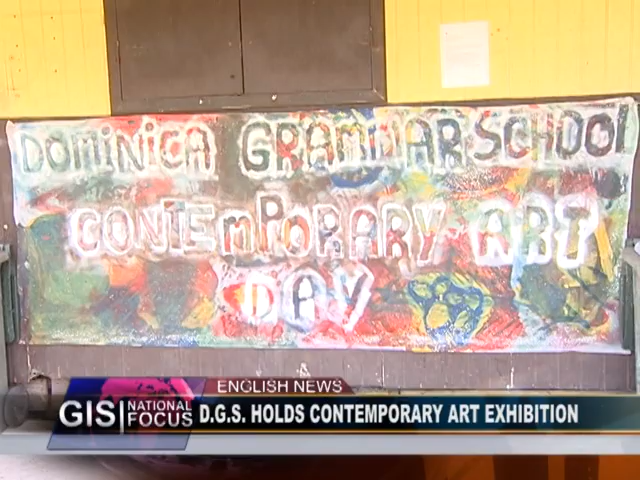 DOMINICA GRAMMAR SCHOOL
CONTEMPORARY ART
DAY
ENGLISH NEWS
GIS NATIONAL FOCUS
D.G.S. HOLDS CONTEMPORARY ART EXHIBITION